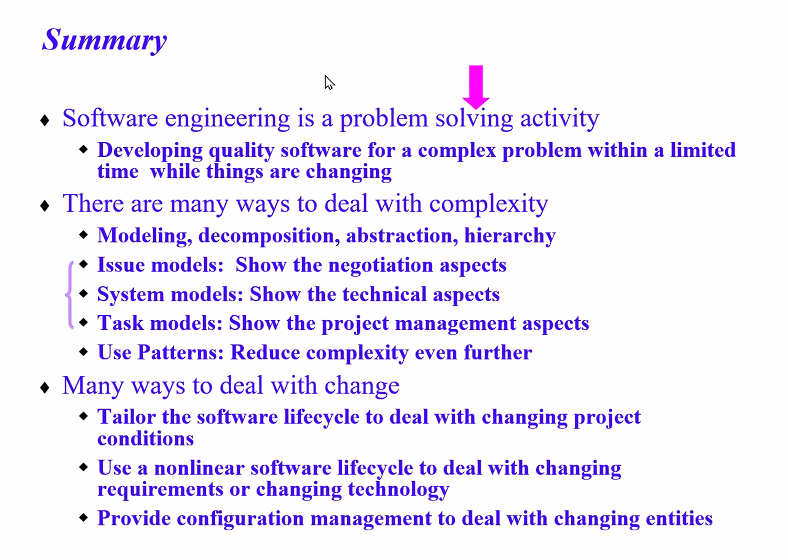 Summary
Software engineering is a problem solving activity
Developing quality software for a complex problem within a limited
time while things are changing
There are many ways to deal with complexity
Modeling, decomposition, abstraction, hierarchy
Issue models: Show the negotiation aspects
System models: Show the technical aspects
Task models: Show the project management aspects
Use Patterns: Reduce complexity even further
Many ways to deal with change
Tailor the software lifecycle to deal with changing project
conditions
Use a nonlinear software lifecycle to deal with changing
requirements or changing technology
Provide configuration management to deal with changing entities